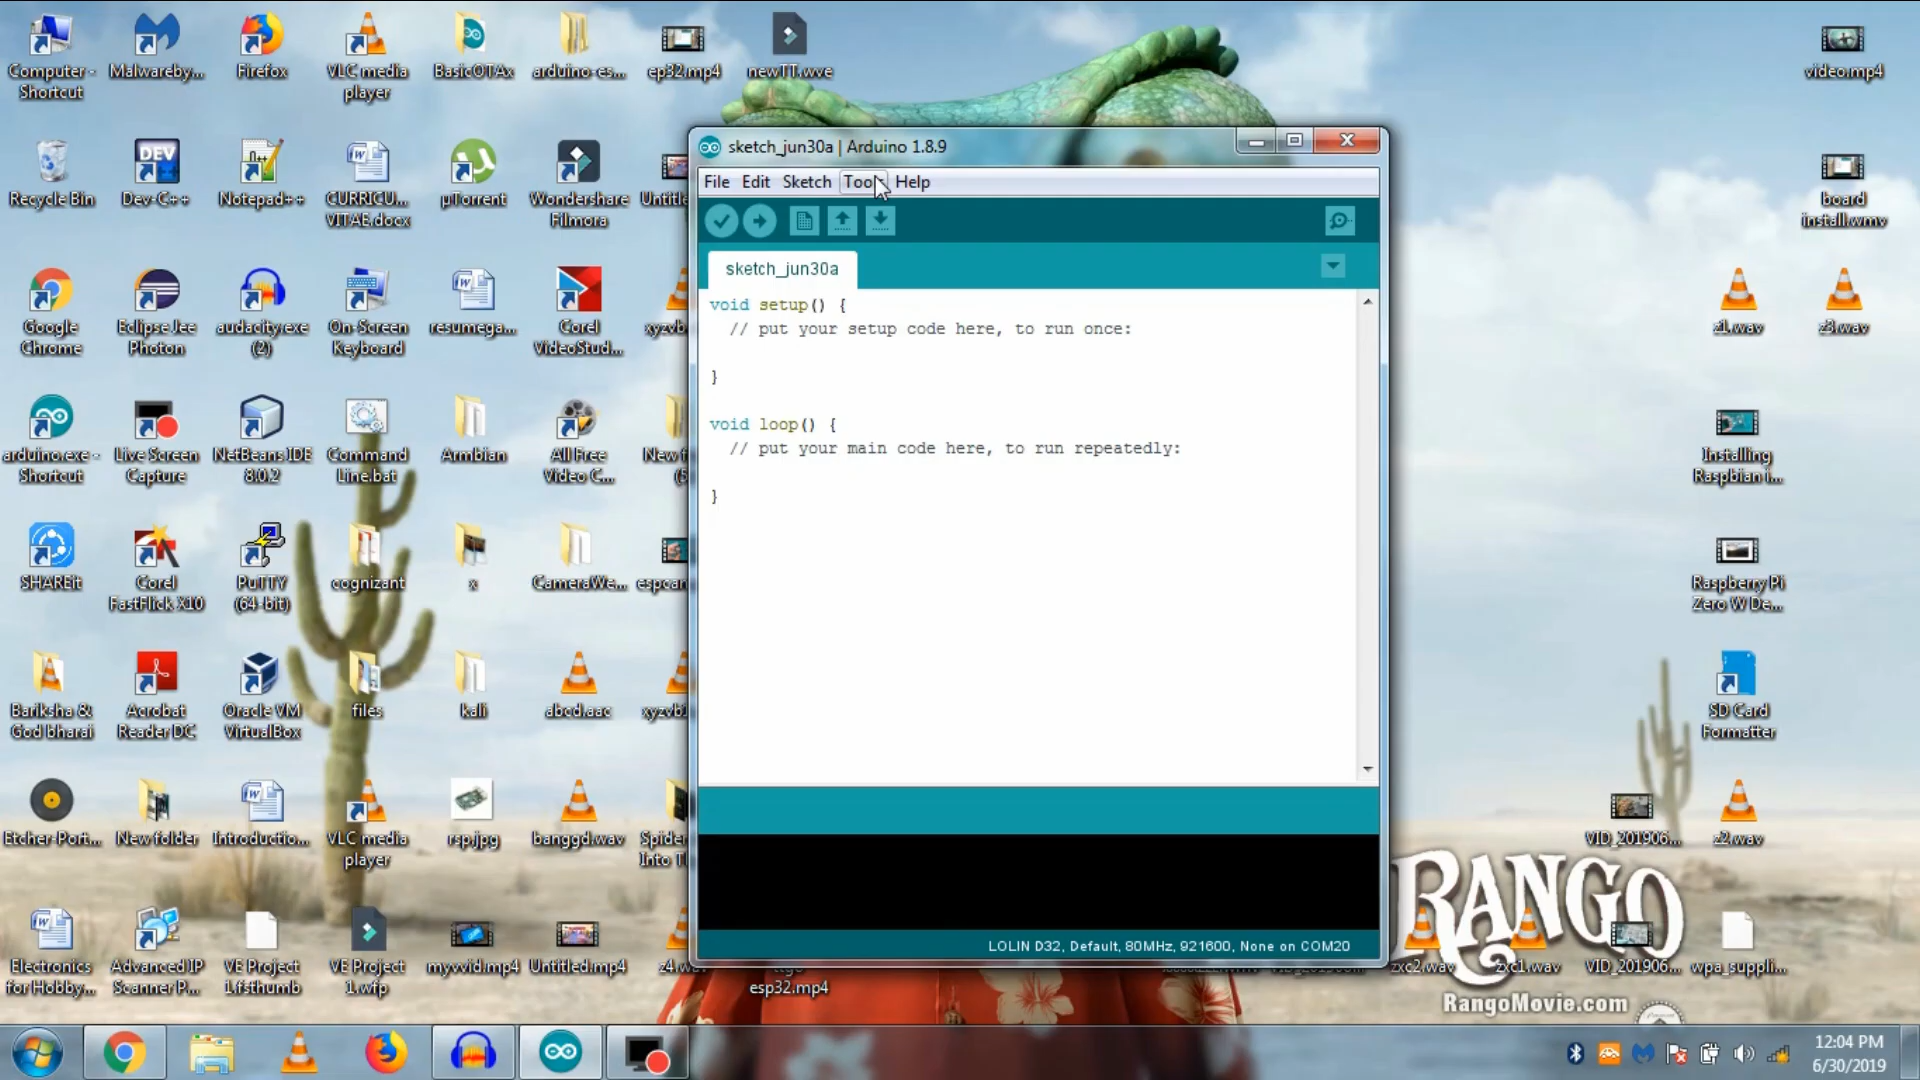 Computer -
Shortcut
Malwareby...
Firefox
VLC media
player
BasicOTAx
arduino-es...
ep32.mp4
newTT.wve
video.mp4
Recycle Bin
DEV
Dev-C++
Notepad++
CURRICU...
VITAE.docx
µTorrent
Wondershare
Filmora
board
install.wmv
Google
Chrome
Eclipse Jee
Photon
audacity.exe
(2)
On-Screen
Keyboard
resumega...
Corel
VideoStud...
z1.wav
z3.wav
arduino.exe -
Shortcut
Live Screen
Capture
NetBeans IDE
8.0.2
Command
Line.bat
Armbian
All Free
Video C...
Installing
Raspbian i...
SHAREit
Corel
FastFlick X10
PuTTY
(64-bit)
cognizant
x
CameraWe...
Raspberry Pi
Zero W De...
Bariksha &
God bharai
Acrobat
Reader DC
Oracle VM
VirtualBox
files
kali
abcd.aac
SD Card
Formatter
Etcher-Port...
New folder
Introductio...
VLC media
player
rsp.jpg
banggd.wav
Spider
Into T
VID_201906...
z2.wav
Electronics
for Hobby...
Advanced IP
Scanner P...
VE Project
1.fsthumb
VE Project
1.wfp
myvvid.mp4
Untitled.mp4
esp32.mp4
zxc2.wav
zxc1.wav
VID_201906...
wpa_suppli...
sketch_jun30a | Arduino 1.8.9
File Edit Sketch Tools Help
sketch_jun30a
void setup() {
// put your setup code here, to run once:
}
void loop() {
// put your main code here, to run repeatedly:
}
LOLIN D32, Default, 80MHz, 921600, None on COM20
RANGO
RangoMovie.com
12:04 PM
6/30/2019